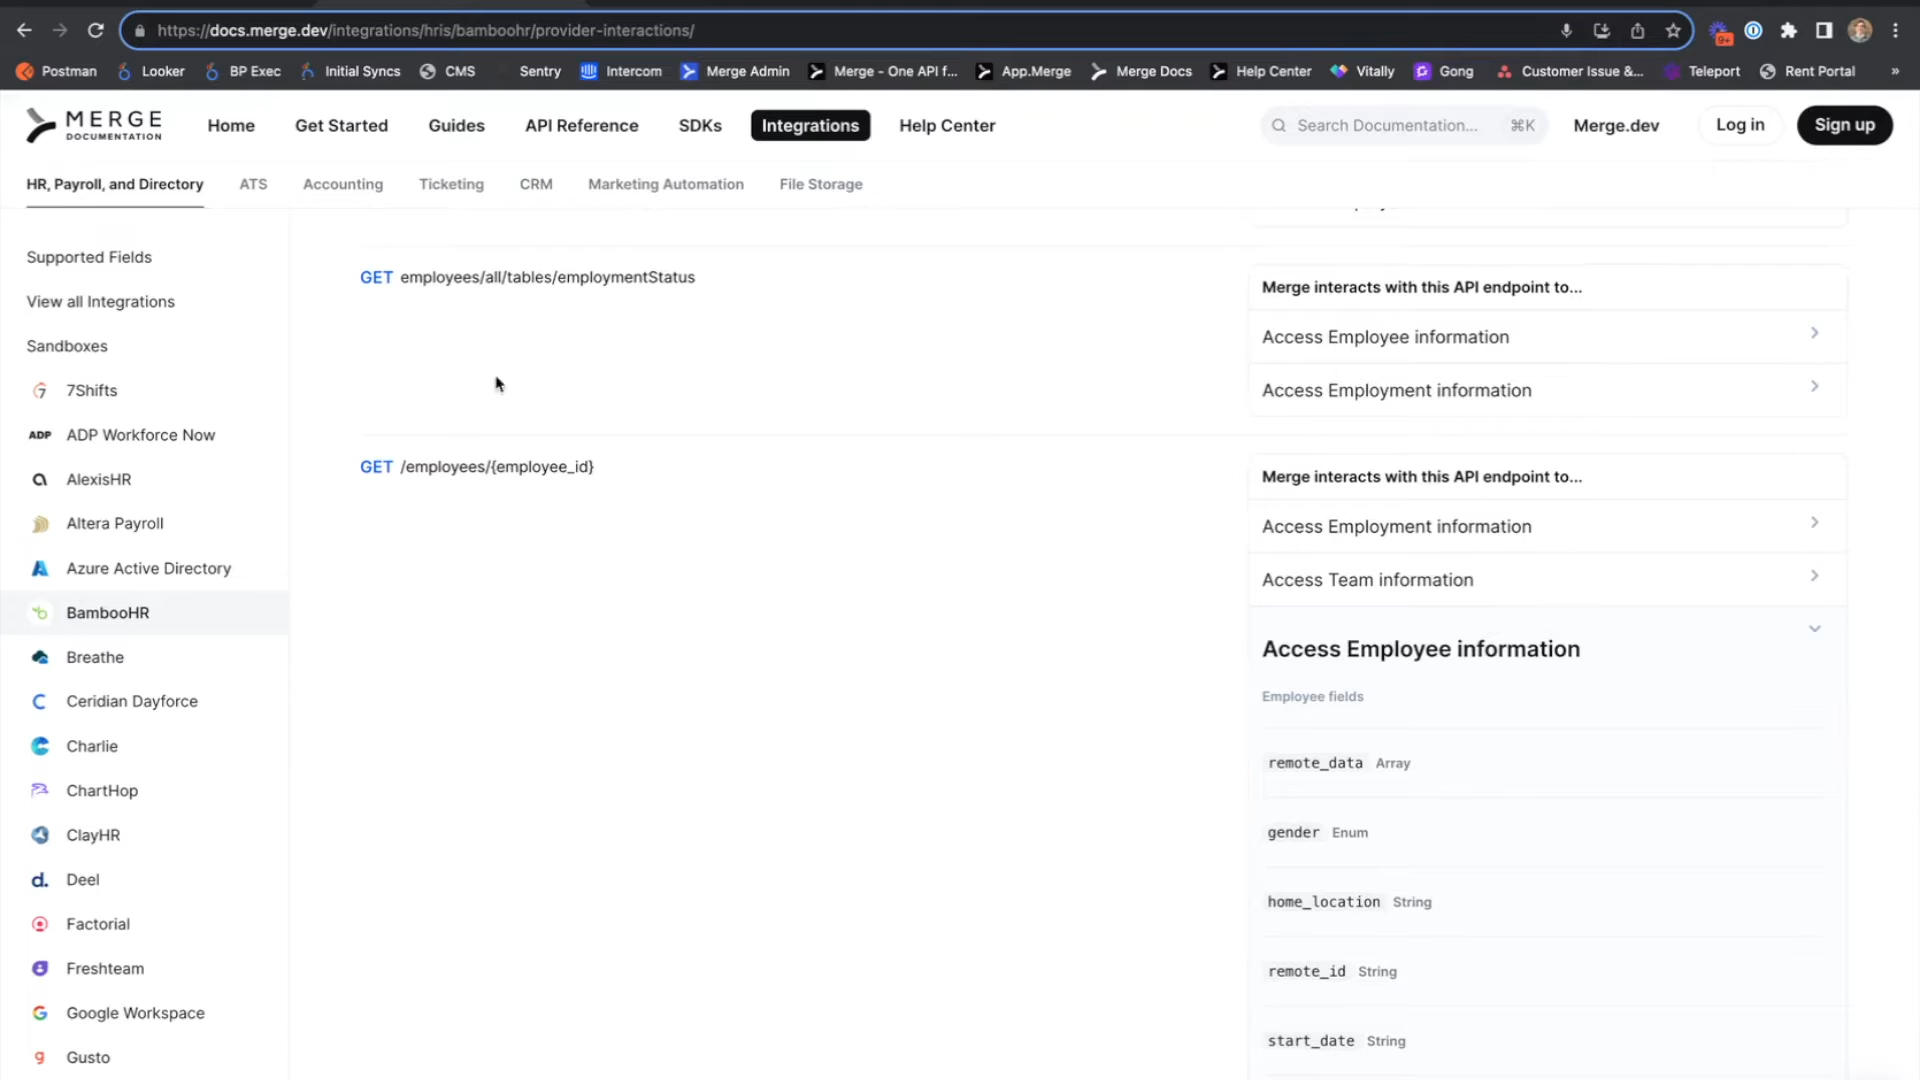 https://docs.merge.dev/integrations/hris/bamboohr/provider-interactions/
9+
Postman
Looker
BP Exec
Initial Syncs
CMS
Sentry
Intercom
Merge Admin
Merge - One API f...
App.Merge
Merge Docs
Help Center
Vitally
Gong
Customer Issue &...
Teleport
Rent Portal
»
MERGE
DOCUMENTATION
Home
Get Started
Guides
API Reference
SDKs
Integrations
Help Center
Search Documentation...
⌘K
Merge.dev
Log in
Sign up
HR, Payroll, and Directory
ATS
Accounting
Ticketing
CRM
Marketing Automation
File Storage
Supported Fields
View all Integrations
Sandboxes
7Shifts
ADP ADP Workforce Now
AlexisHR
Altera Payroll
Azure Active Directory
BambooHR
Breathe
Ceridian Dayforce
Charlie
ChartHop
ClayHR
d. Deel
Factorial
Freshteam
Google Workspace
Gusto
GET employees/all/tables/employmentStatus
Merge interacts with this API endpoint to...
Access Employee information
Access Employment information
GET /employees/{employee_id}
Merge interacts with this API endpoint to...
Access Employment information
Access Team information
Access Employee information
Employee fields
remote_data Array
gender Enum
home_location String
remote_id String
start_date String